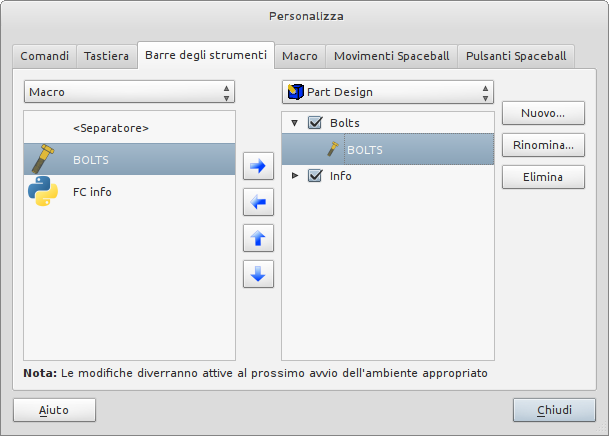 Personalizza
Comandi Tastiera Barre degli strumenti Macro Movimenti Spaceball Pulsanti Spaceball
Macro
<Separatore>
BOLTS
FC info
Part Design
Bolts
BOLTS
Info
Nuovo...
Rinomina...
Elimina
Nota: Le modifiche diverranno attive al prossimo avvio dell'ambiente appropriato
Aiuto
Chiudi